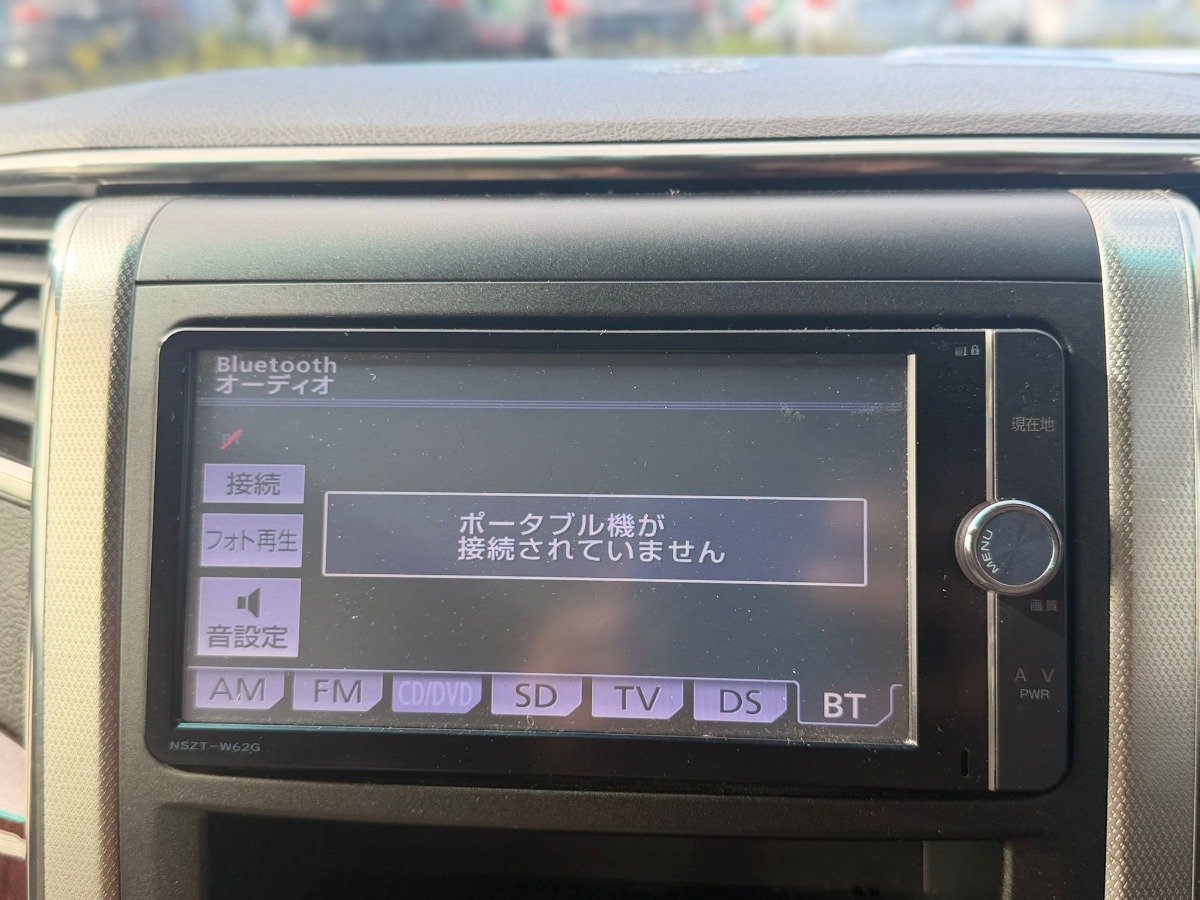 Bluetooth
オーディオ
BT
接続
フォト再生
音設定
ポータブル機が
接続されていません
AM
FM
CD/DVD
SD
TV
DS
BT
NSZT-W62G
現在地
MENU
画質
A V
PWR